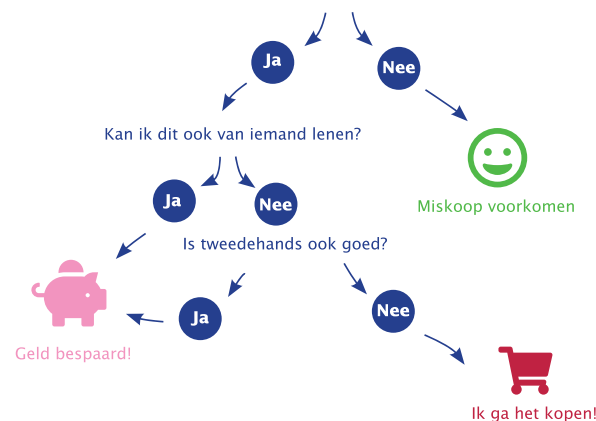 Ja
Nee
Kan ik dit ook van iemand lenen?
Miskoop voorkomen
Ja
Nee
Is tweedehands ook goed?
Ja
Nee
Geld bespaard!
Ik ga het kopen!